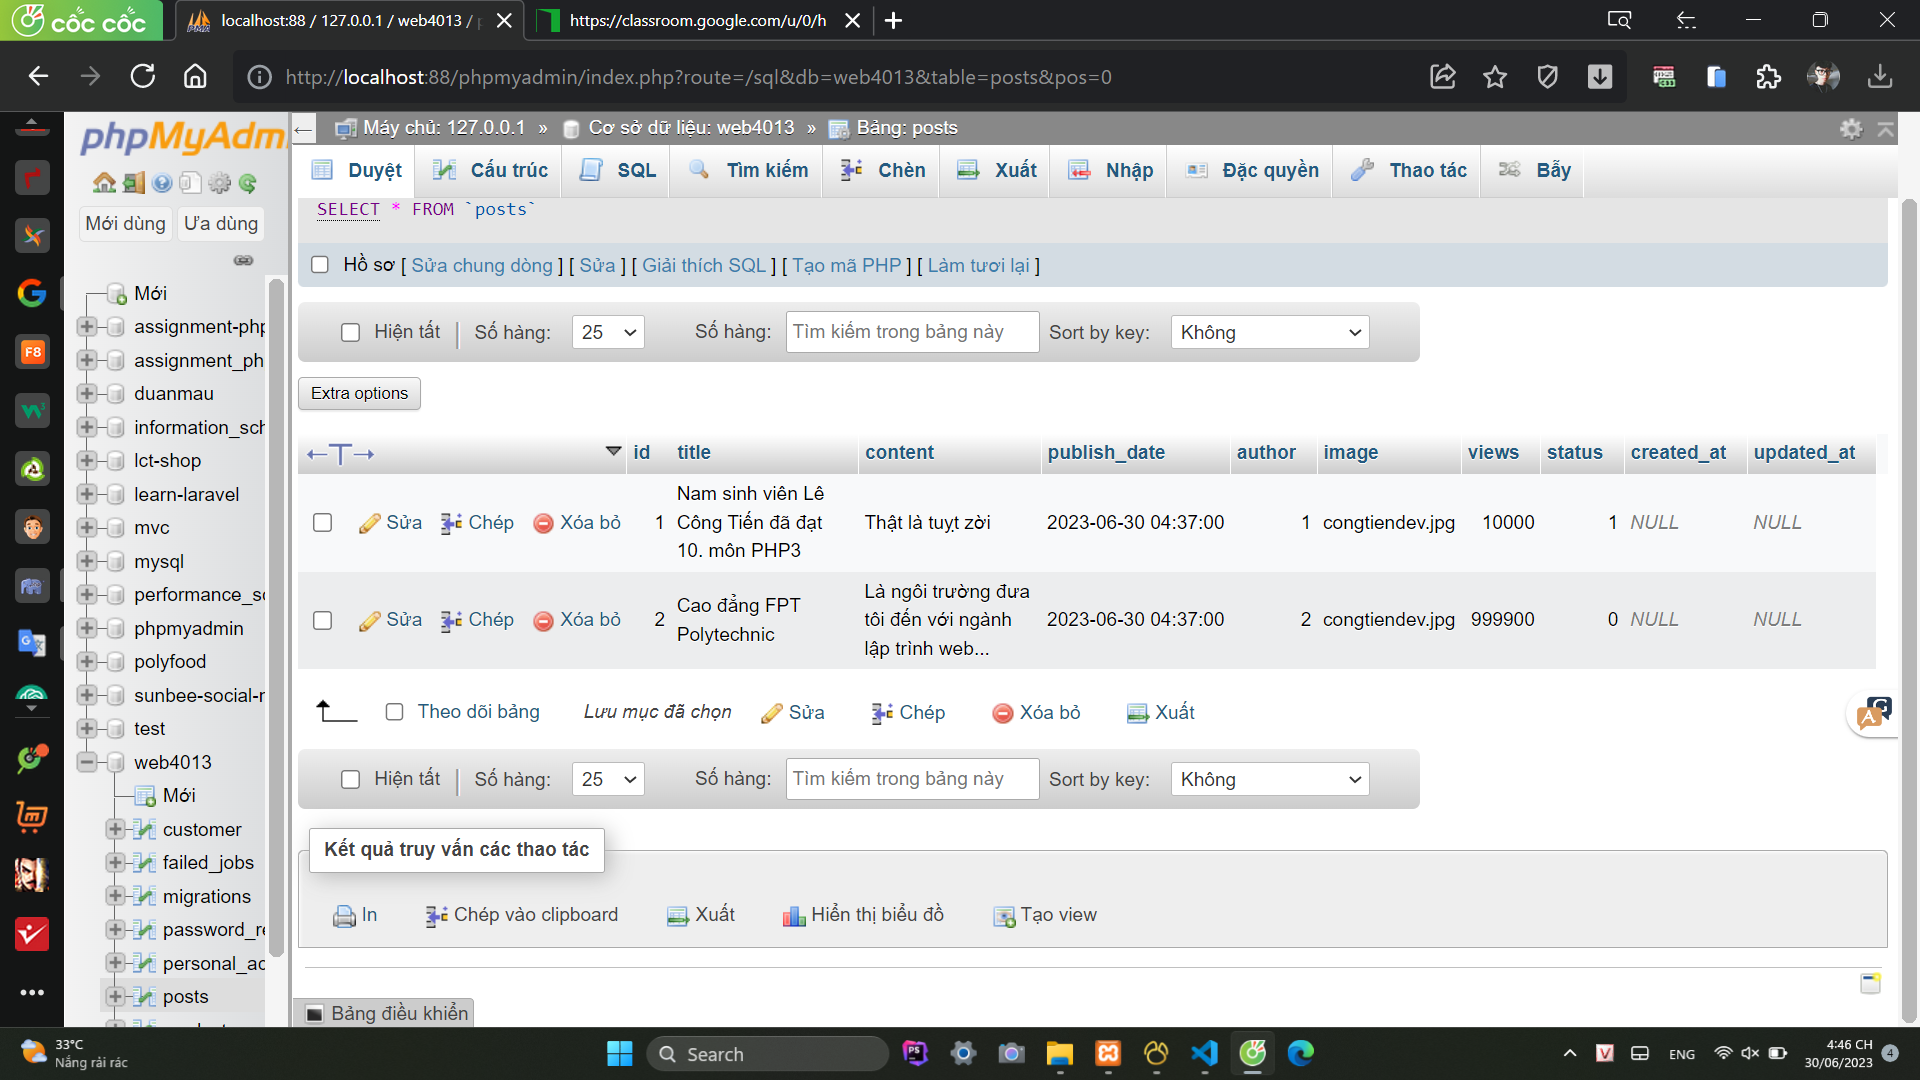 cốc cốc
localhost:88 / 127.0.0.1 / web4013 /
https://classroom.google.com/u/0/h
http://localhost:88/phpmyadmin/index.php?route=/sql&db=web4013&table=posts&pos=0
phpMyAdm
Máy chủ: 127.0.0.1 » Cơ sở dữ liệu: web4013 » Bảng: posts
Duyệt Cấu trúc SQL Tìm kiếm Chèn Xuất Nhập Đặc quyền Thao tác Bẫy
Mới dùng Ưa dùng
SELECT * FROM `posts`
Hồ sơ [ Sửa chung dòng ] [ Sửa ] [ Giải thích SQL ] [ Tạo mã PHP ] [ Làm tươi lại ]
Mới
assignment-php
assignment_ph
duanmau
information_sch
lct-shop
learn-laravel
mvc
mysql
performance_sc
phpmyadmin
polyfood
sunbee-social-n
test
web4013
Mới
customer
failed_jobs
migrations
password_re
personal_ac
posts
Hiện tất | Số hàng: 25 Số hàng: Tìm kiếm trong bảng này Sort by key: Không
Extra options
id title content publish_date author image views status created_at updated_at
Sửa Chép Xóa bỏ 1 Nam sinh viên Lê Công Tiến đã đạt 10. môn PHP3 Thật là tuyt zời 2023-06-30 04:37:00 1 congtiendev.jpg 10000 1 NULL NULL
Sửa Chép Xóa bỏ 2 Cao đẳng FPT Polytechnic Là ngôi trường đưa tôi đến với ngành lập trình web... 2023-06-30 04:37:00 2 congtiendev.jpg 999900 0 NULL NULL
Theo dõi bảng Lưu mục đã chọn Sửa Chép Xóa bỏ Xuất
Hiện tất | Số hàng: 25 Số hàng: Tìm kiếm trong bảng này Sort by key: Không
Kết quả truy vấn các thao tác
In Chép vào clipboard Xuất Hiển thị biểu đồ Tạo view
Bảng điều khiển
33°C
Nắng rải rác
Search
ENG
4:46 CH
30/06/2023
4